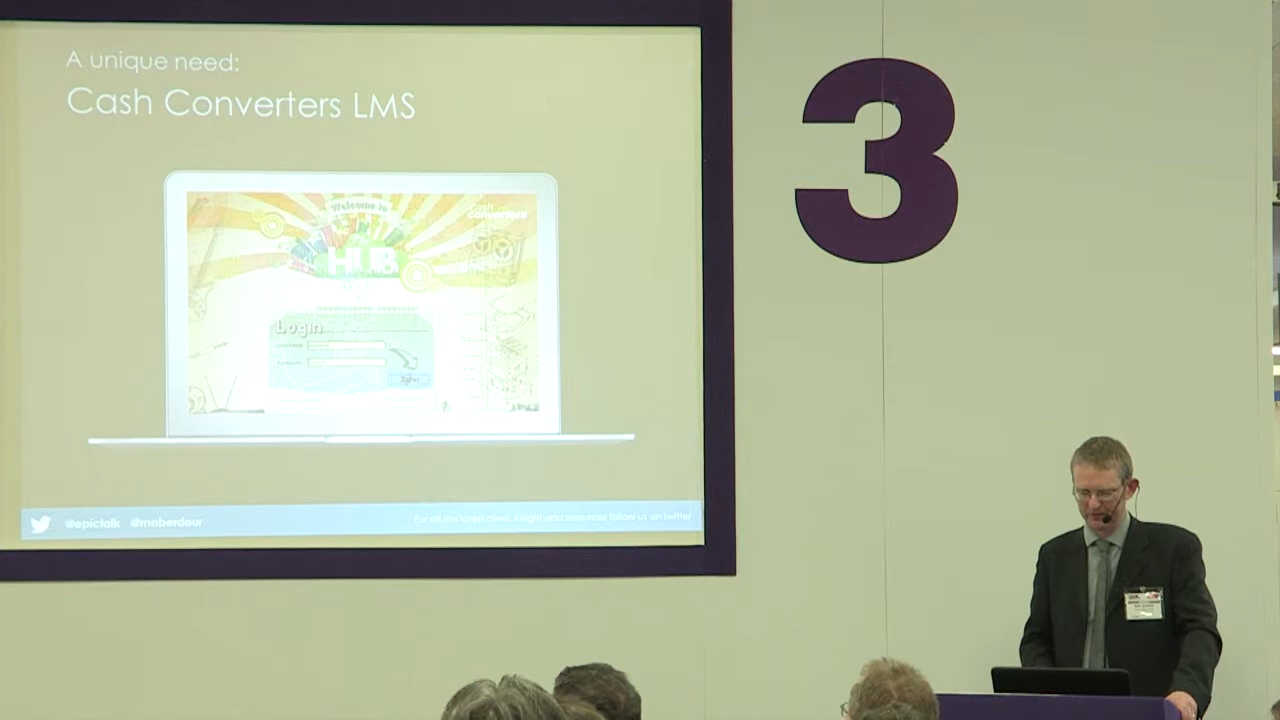 A unique need:
Cash Converters LMS
Welcome to
cash
converters
HUB
Login
@epictalk @maberdour
For all the latest news, insight and resources follow us on twitter
3